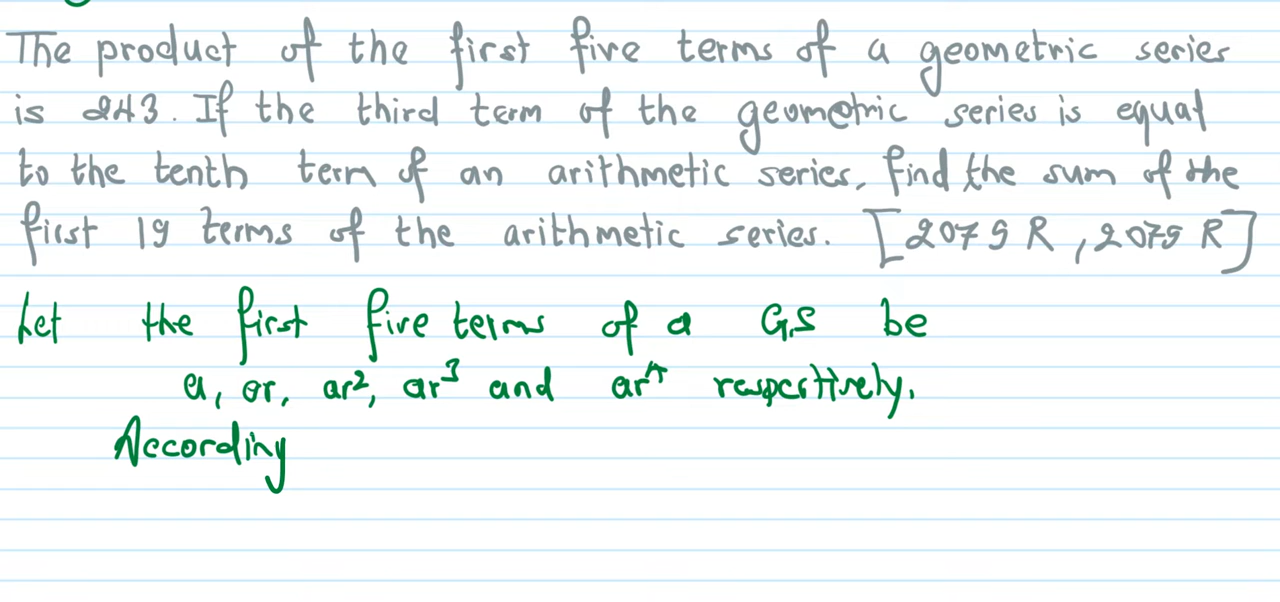 The product of the first five terms of a geometric series
is 243. If the third term of the geometric series is equal
to the tenth term of an arithmetic series, find the sum of the
first 19 terms of the arithmetic series. [2079 R, 2075 R]
Let the first five terms of a GS be
a, ar, ar², ar³ and ar⁴ respectively.
According